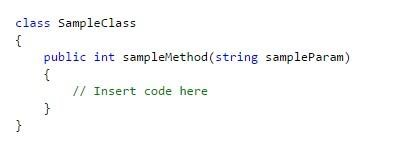 class SampleClass
{
    public int sampleMethod(string sampleParam)
    {
        // Insert code here
    }
}